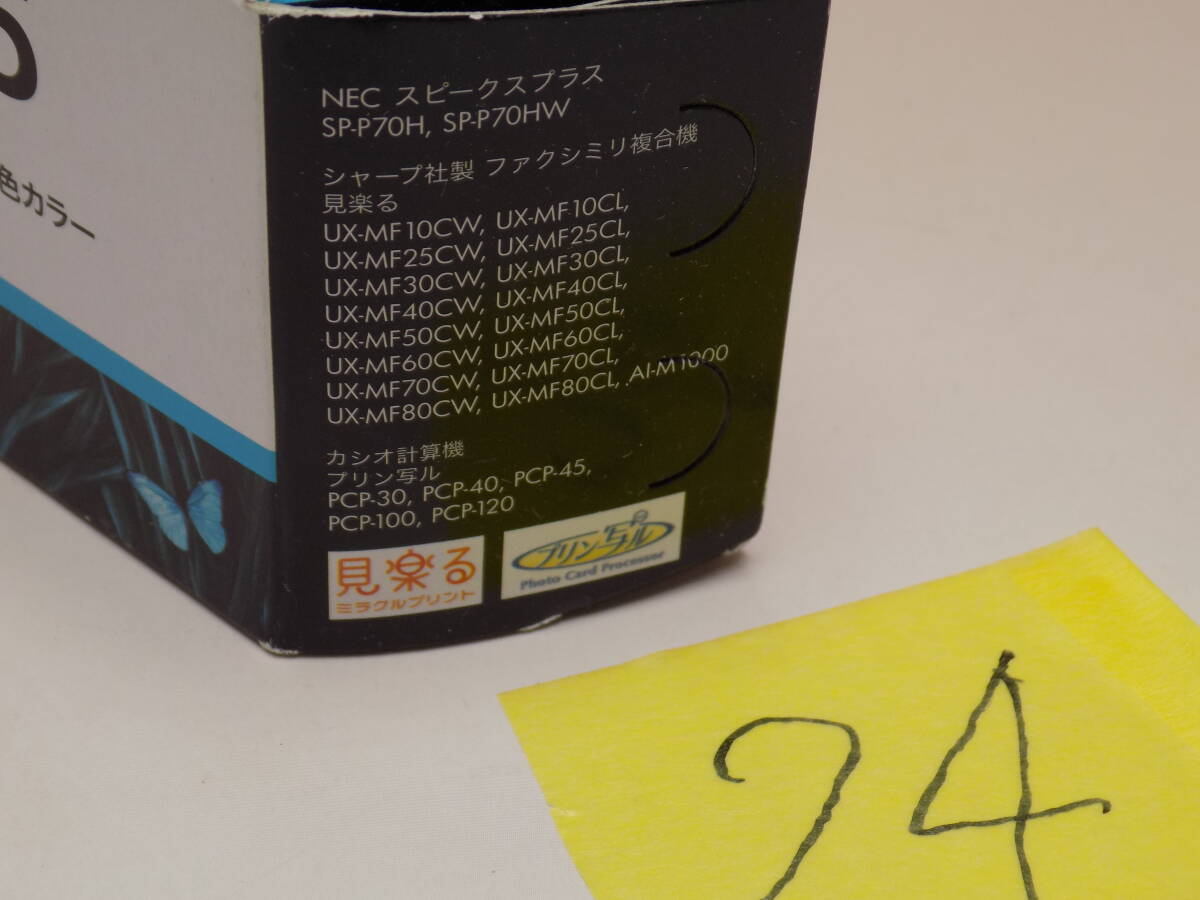 色カラー
NEC スピークスプラス
SP-P70H, SP-P70HW
シャープ社製 ファクシミリ複合機
見楽る
UX-MF10CW, UX-MF10CL,
UX-MF25CW, UX-MF25CL,
UX-MF30CW, UX-MF30CL,
UX-MF40CW, UX-MF40CL,
UX-MF50CW, UX-MF50CL,
UX-MF60CW, UX-MF60CL,
UX-MF70CW, UX-MF70CL,
UX-MF80CW, UX-MF80CL, AI-M1000
カシオ計算機
プリン写ル
PCP-30, PCP-40, PCP-45,
PCP-100, PCP-120
見楽る
ミラクルプリント
プリン写ル
Photo Card Processor
24